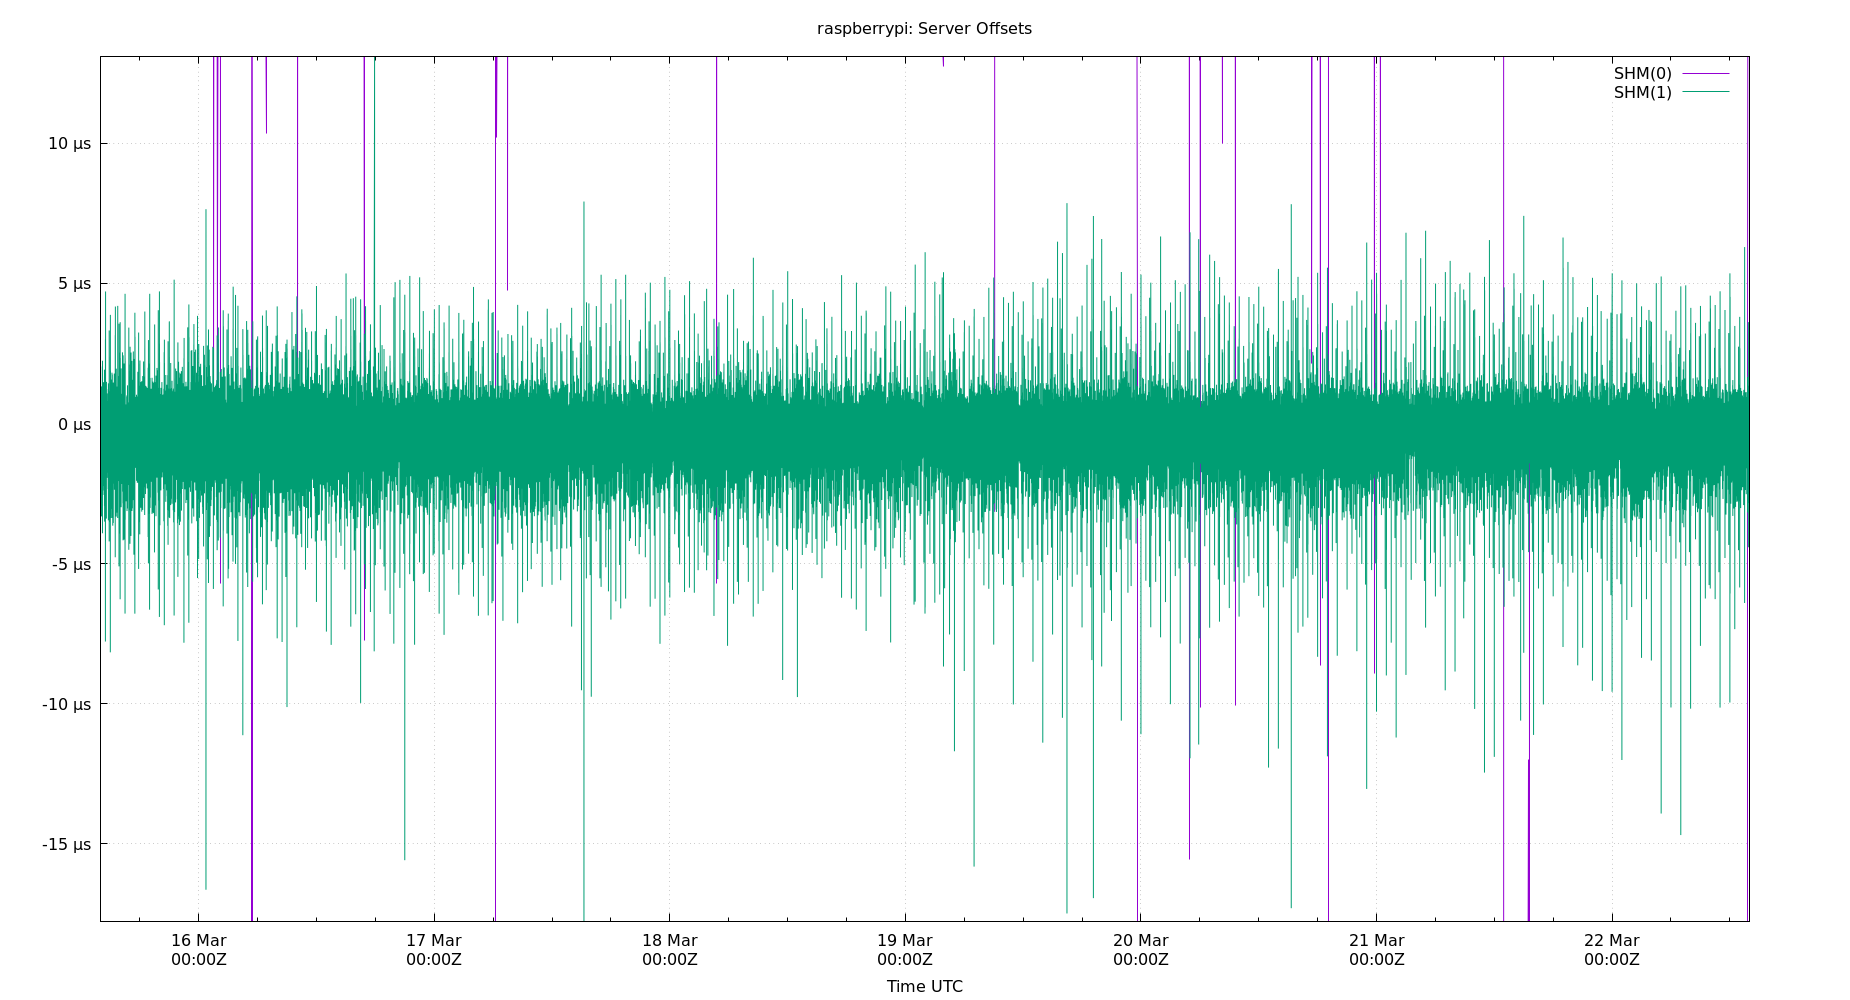 raspberrypi: Server Offsets
SHM(0)
SHM(1)
10 µs
5 µs
0 µs
-5 µs
-10 µs
-15 µs
16 Mar 17 Mar 18 Mar 19 Mar 20 Mar 21 Mar 22 Mar
00:00Z 00:00Z 00:00Z 00:00Z 00:00Z 00:00Z 00:00Z
Time UTC